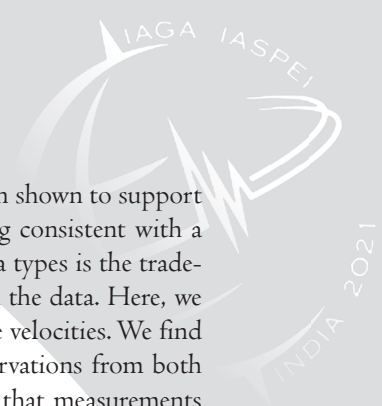 IAGA IASPEI
INDIA 2021
n shown to support
g consistent with a
a types is the trade-
the data. Here, we
e velocities. We find
rvations from both
that measurements